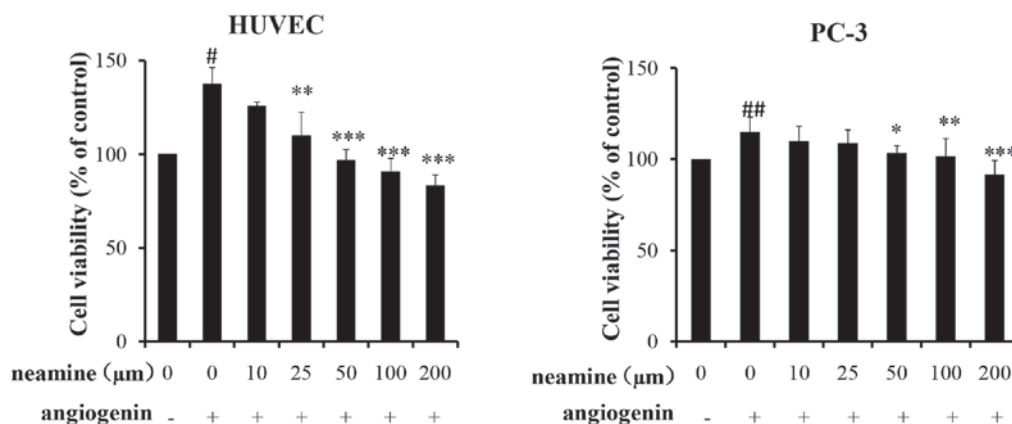 HUVEC
Cell viability (% of control)
150
100
50
0
#
**
***
***
***
neamine (μm) 0 0 10 25 50 100 200
angiogenin - + + + + + +
PC-3
Cell viability (% of control)
150
100
50
0
##
*
**
***
neamine (μm) 0 0 10 25 50 100 200
angiogenin - + + + + + +